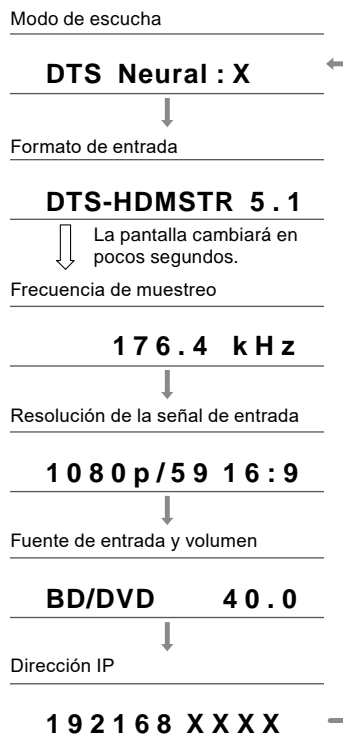 Modo de escucha
DTS Neural : X
Formato de entrada
DTS-HDMSTR 5.1
La pantalla cambiará en
pocos segundos.
Frecuencia de muestreo
176.4 kHz
Resolución de la señal de entrada
1080p/59 16:9
Fuente de entrada y volumen
BD/DVD 40.0
Dirección IP
192168 XXXX